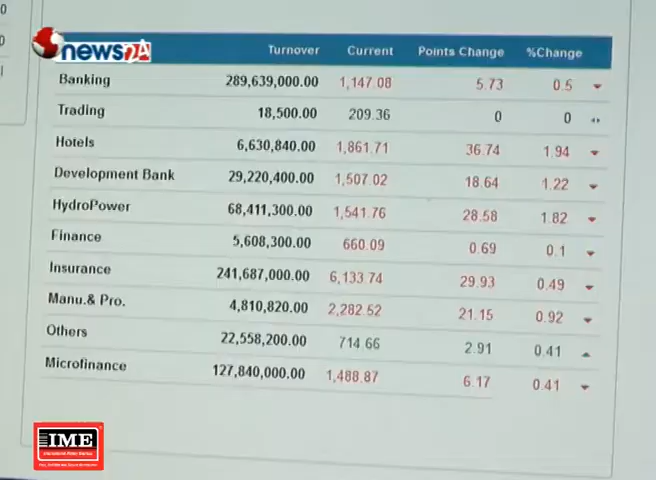 0
news24
Turnover Current Points Change %Change
0
Banking 289,639,000.00 1,147.08 5.73 0.5
Trading 18,500.00 209.36 0 0
Hotels 6,630,840.00 1,861.71 36.74 1.94
Development Bank 29,220,400.00 1,507.02 18.64 1.22
HydroPower 68,411,300.00 1,541.76 28.58 1.82
Finance 5,608,300.00 660.09 0.69 0.1
Insurance 241,687,000.00 6,133.74 29.93 0.49
Manu.& Pro. 4,810,820.00 2,282.52 21.15 0.92
Others 22,558,200.00 714.66 2.91 0.41
Microfinance 127,840,000.00 1,488.87 6.17 0.41
IME